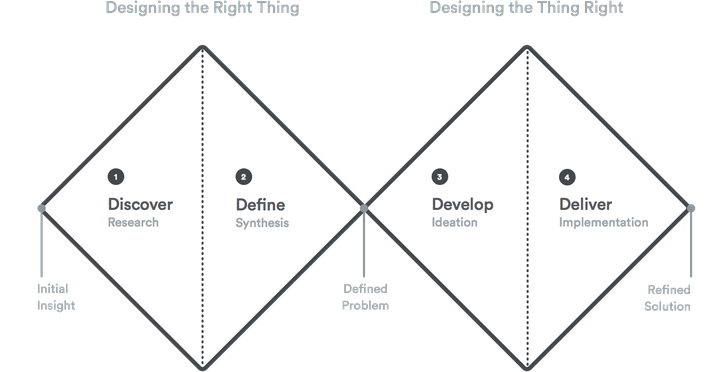 Designing the Right Thing
Designing the Thing Right
1
2
3
4
Discover
Define
Develop
Deliver
Research
Synthesis
Ideation
Implementation
Initial
Insight
Defined
Problem
Refined
Solution